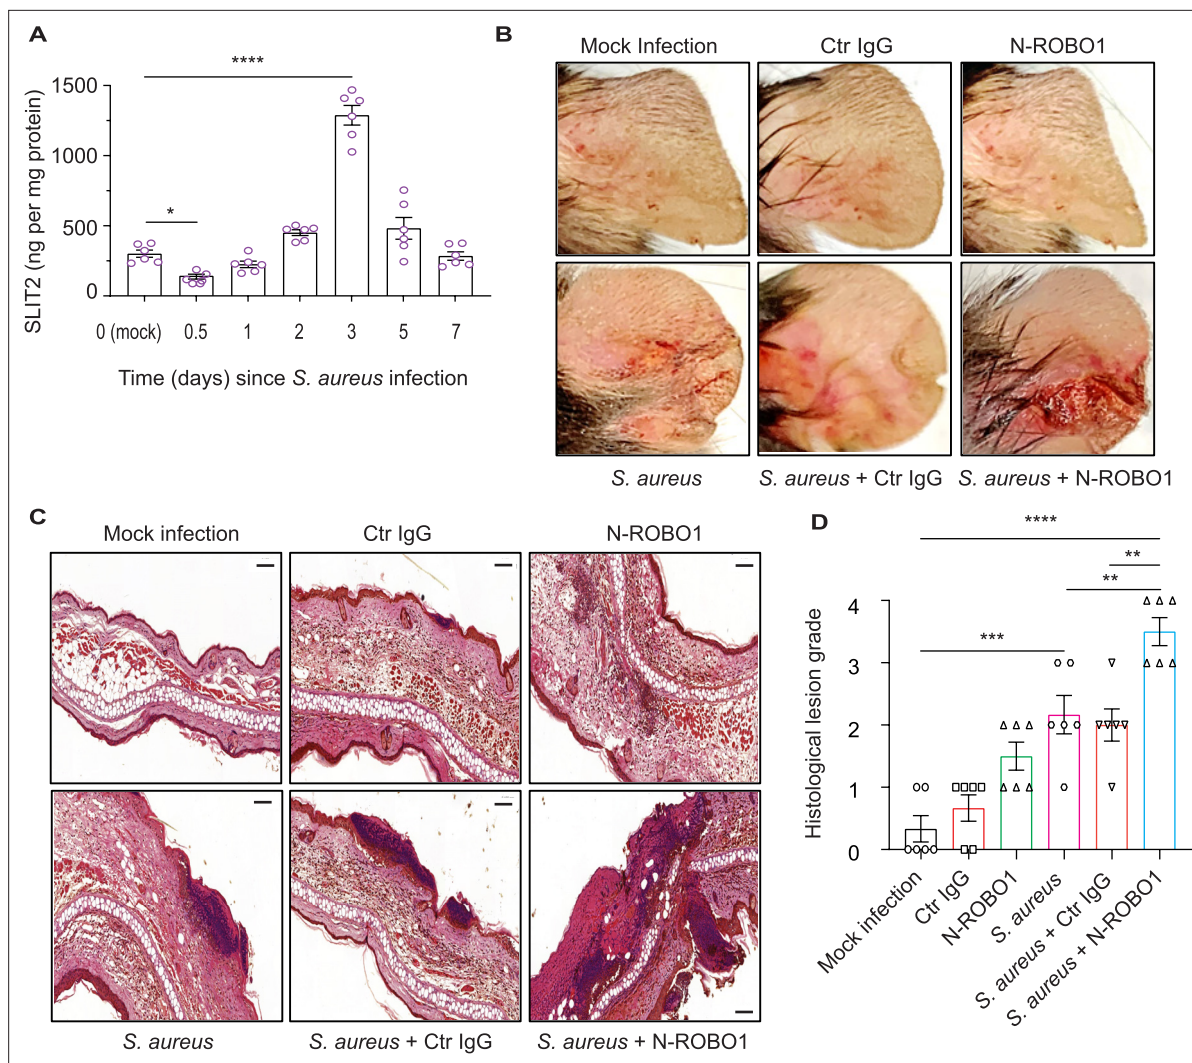 A
****
*
1500
1000
500
0
SLIT2 (ng per mg protein)
0 (mock) 0.5 1 2 3 5 7
Time (days) since S. aureus infection
B
Mock Infection Ctr IgG N-ROBO1
S. aureus S. aureus + Ctr IgG S. aureus + N-ROBO1
C
Mock infection Ctr IgG N-ROBO1
S. aureus S. aureus + Ctr IgG S. aureus + N-ROBO1
D
****
**
**
***
4
3
2
1
0
Histological lesion grade
Mock infection
Ctr IgG
N-ROBO1
S. aureus
S. aureus + Ctr IgG
S. aureus + N-ROBO1